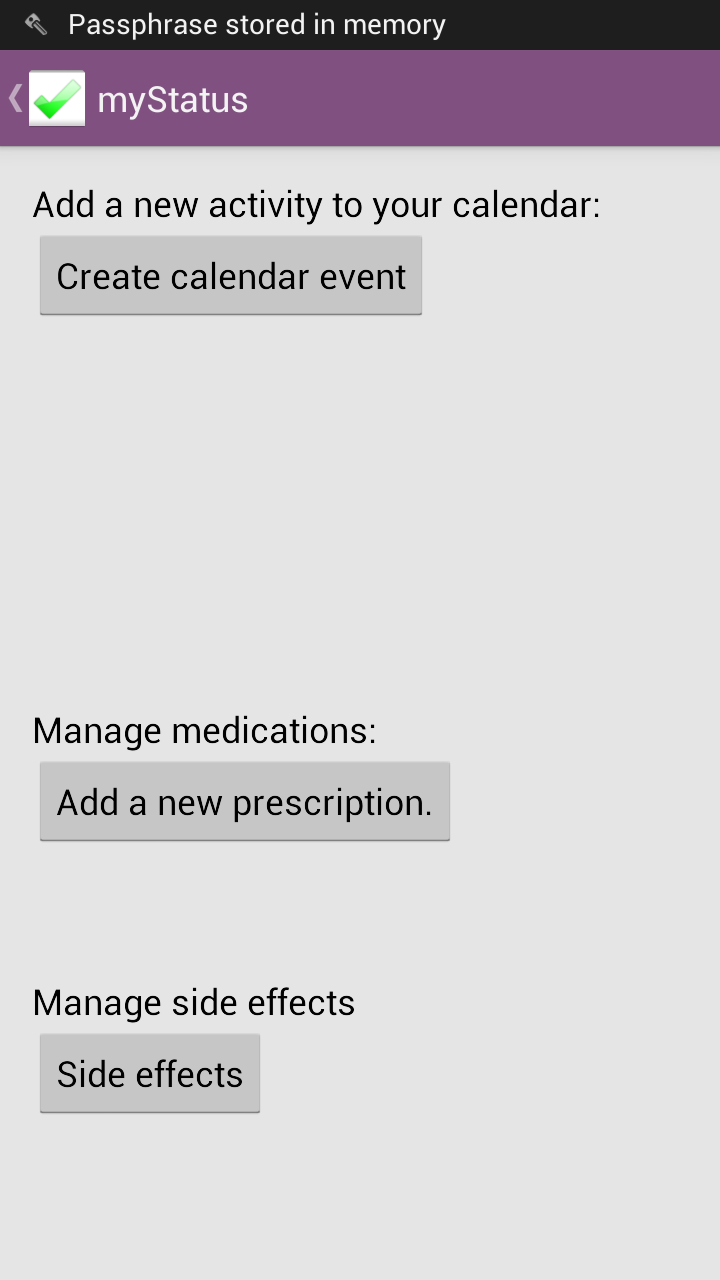 Passphrase stored in memory
myStatus
Add a new activity to your calendar:
Create calendar event
Manage medications:
Add a new prescription.
Manage side effects
Side effects